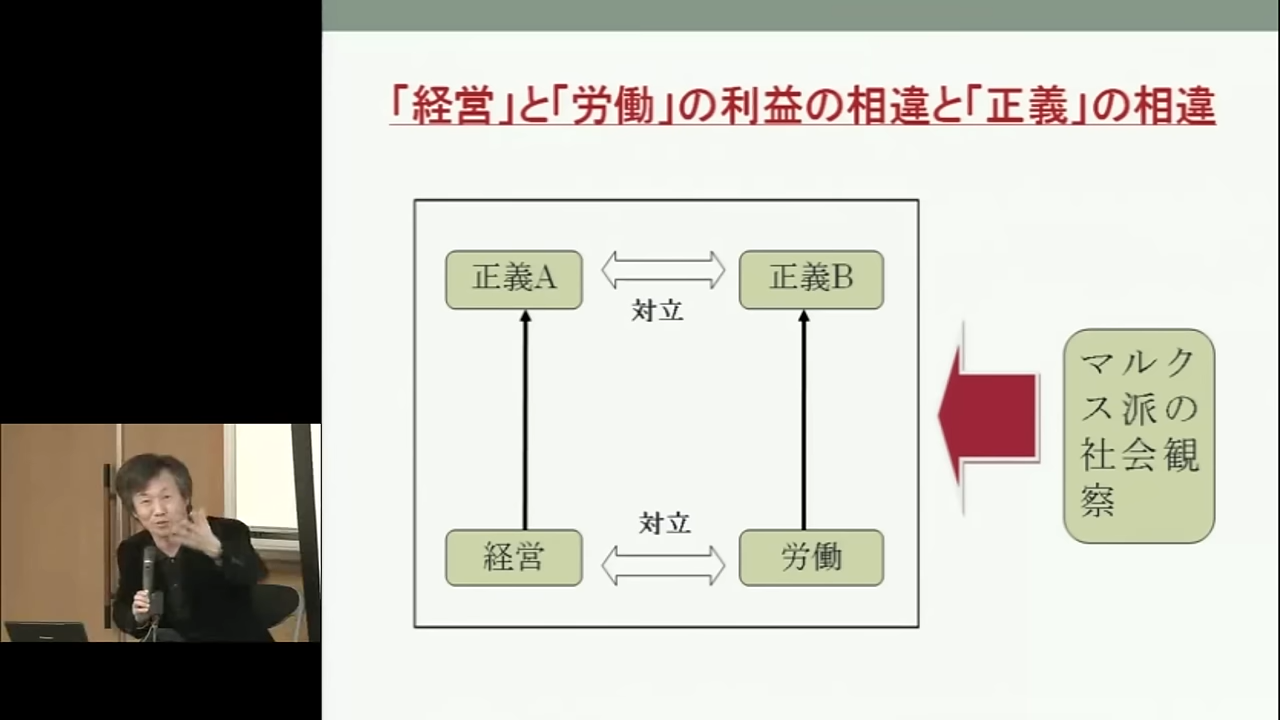 「経営」と「労働」の利益の相違と「正義」の相違
正義A
正義B
対立
マルク
ス派の
社会観
察
対立
経営
労働